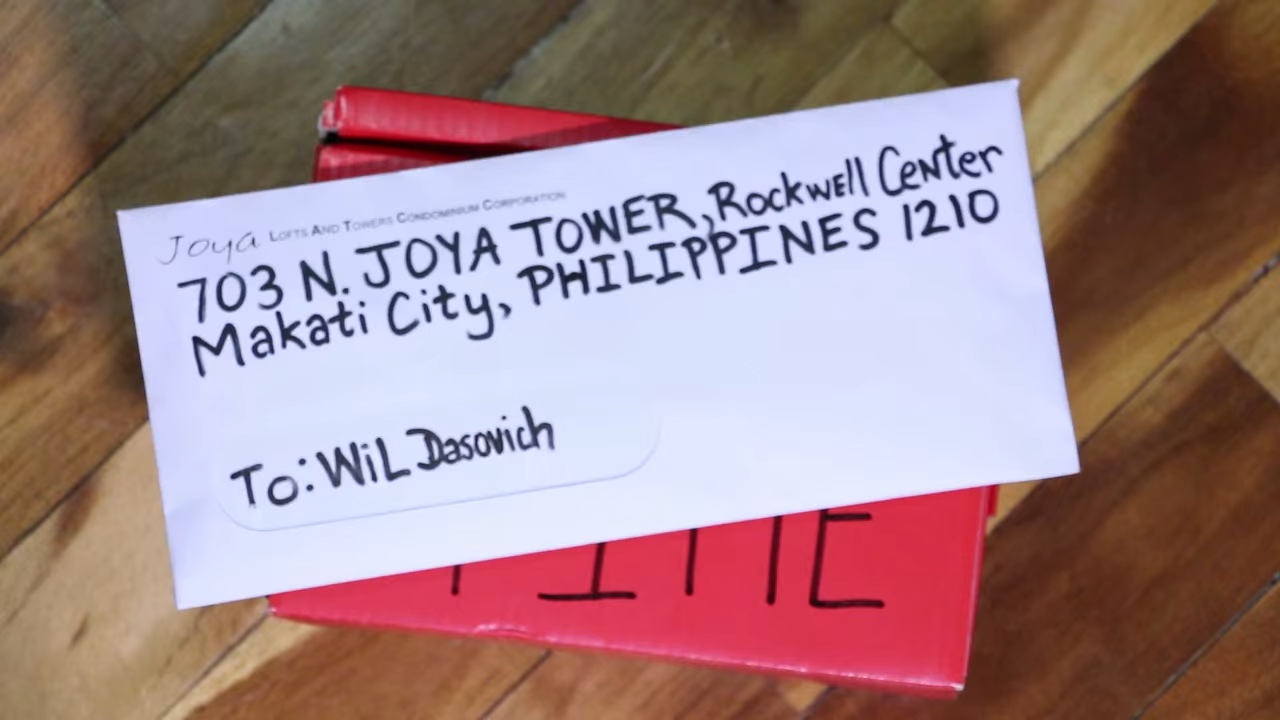 Joya LOFTS AND TOWERS CONDOMINIUM CORPORATION
703 N. JOYA TOWER, Rockwell Center
Makati City, PHILIPPINES 1210
To: WiL Dasovich